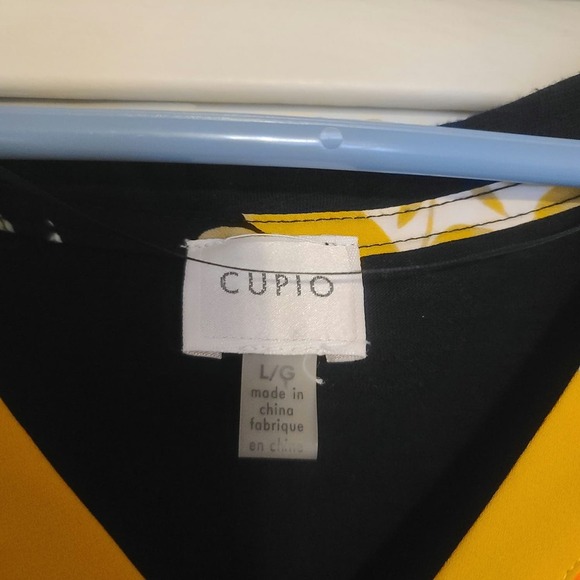 CUPIO
L/G
made in
china
fabrique
en chine